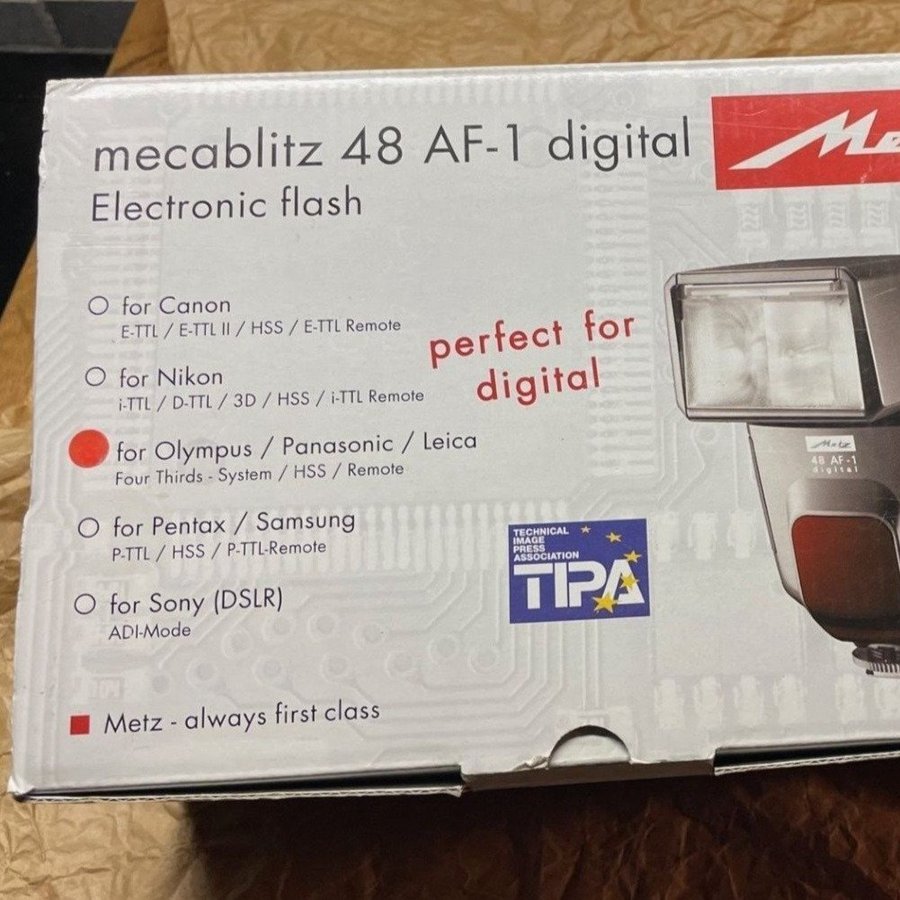 mecablitz 48 AF-1 digital
Electronic flash
for Canon
E-TTL / E-TTL II / HSS / E-TTL Remote
for Nikon
i-TTL / D-TTL / 3D / HSS / i-TTL Remote
for Olympus / Panasonic / Leica
Four Thirds - System / HSS / Remote
for Pentax / Samsung
P-TTL / HSS / P-TTL-Remote
for Sony (DSLR)
ADI-Mode
perfect for
digital
Metz
48 AF-1
digital
TECHNICAL
IMAGE
PRESS
ASSOCIATION
TIPA
Metz - always first class